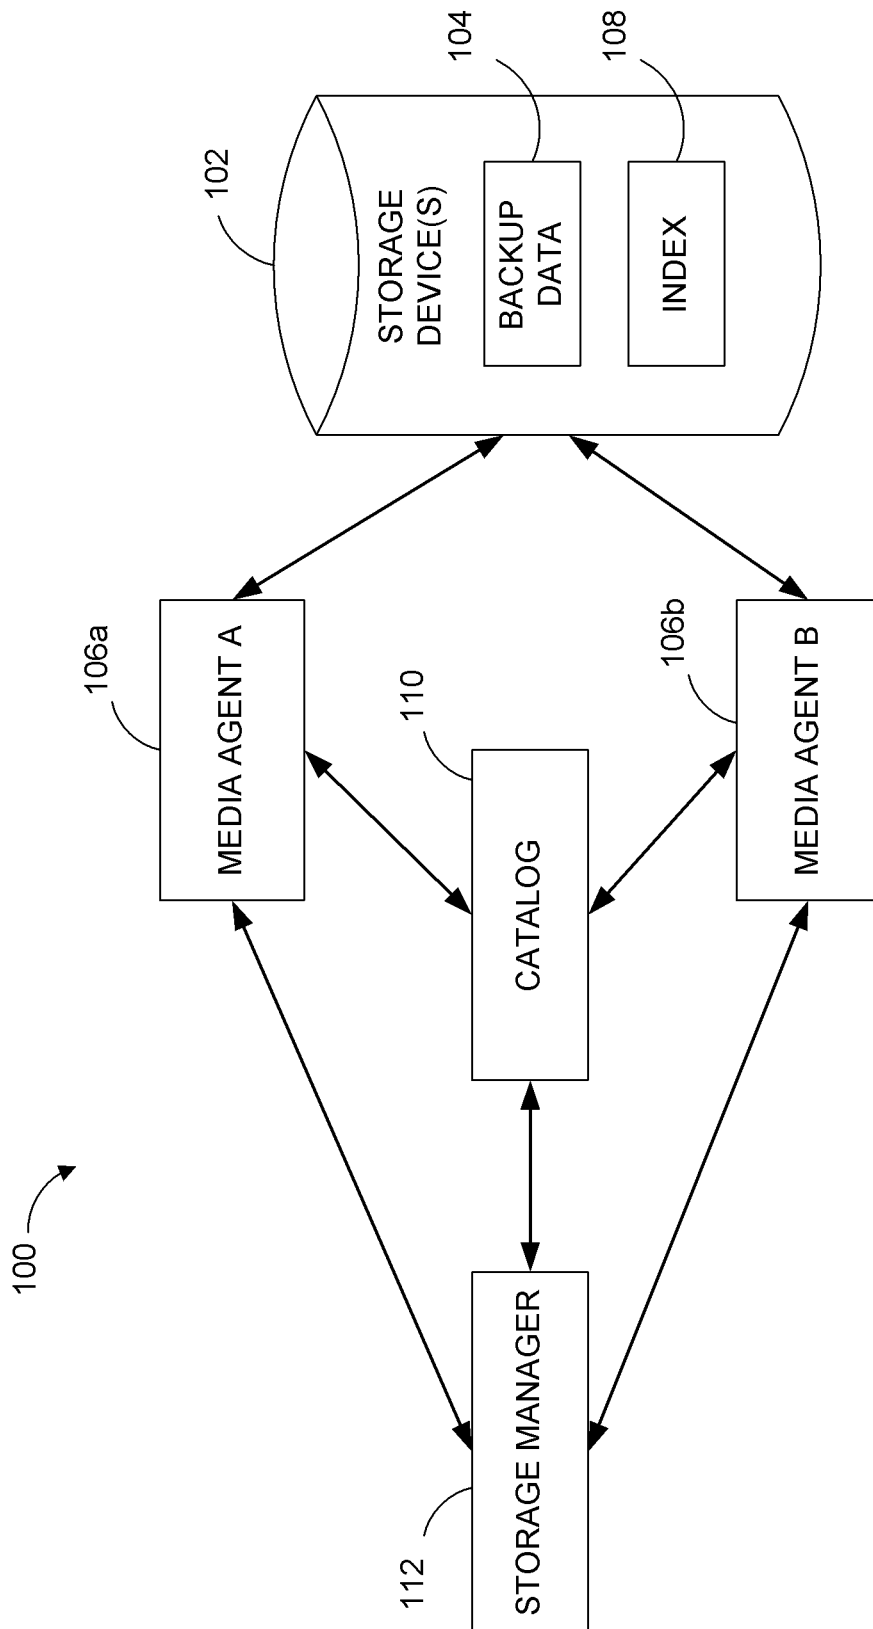 100
102
STORAGE
DEVICE(S)
104
BACKUP
DATA
108
INDEX
106a
MEDIA AGENT A
110
CATALOG
112
STORAGE MANAGER
106b
MEDIA AGENT B